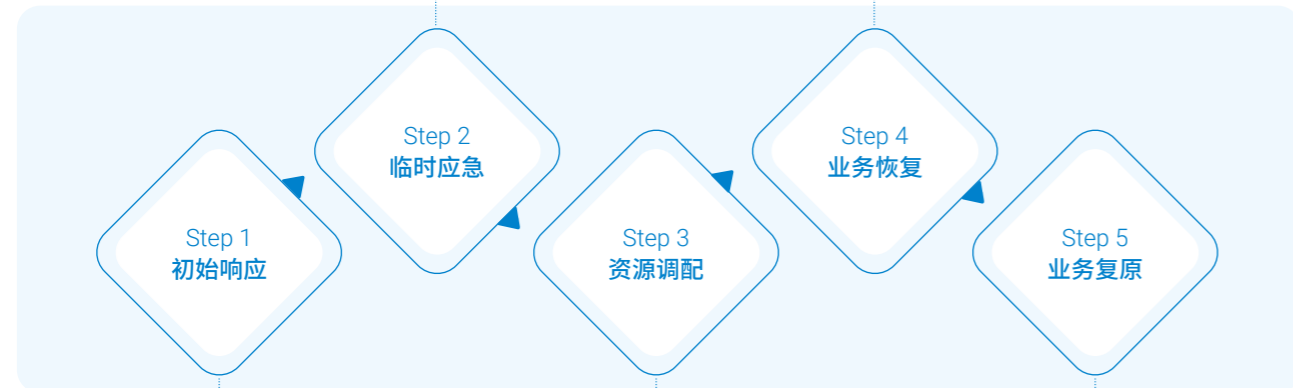 Step 1
初始响应
Step 2
临时应急
Step 3
资源调配
Step 4
业务恢复
Step 5
业务复原